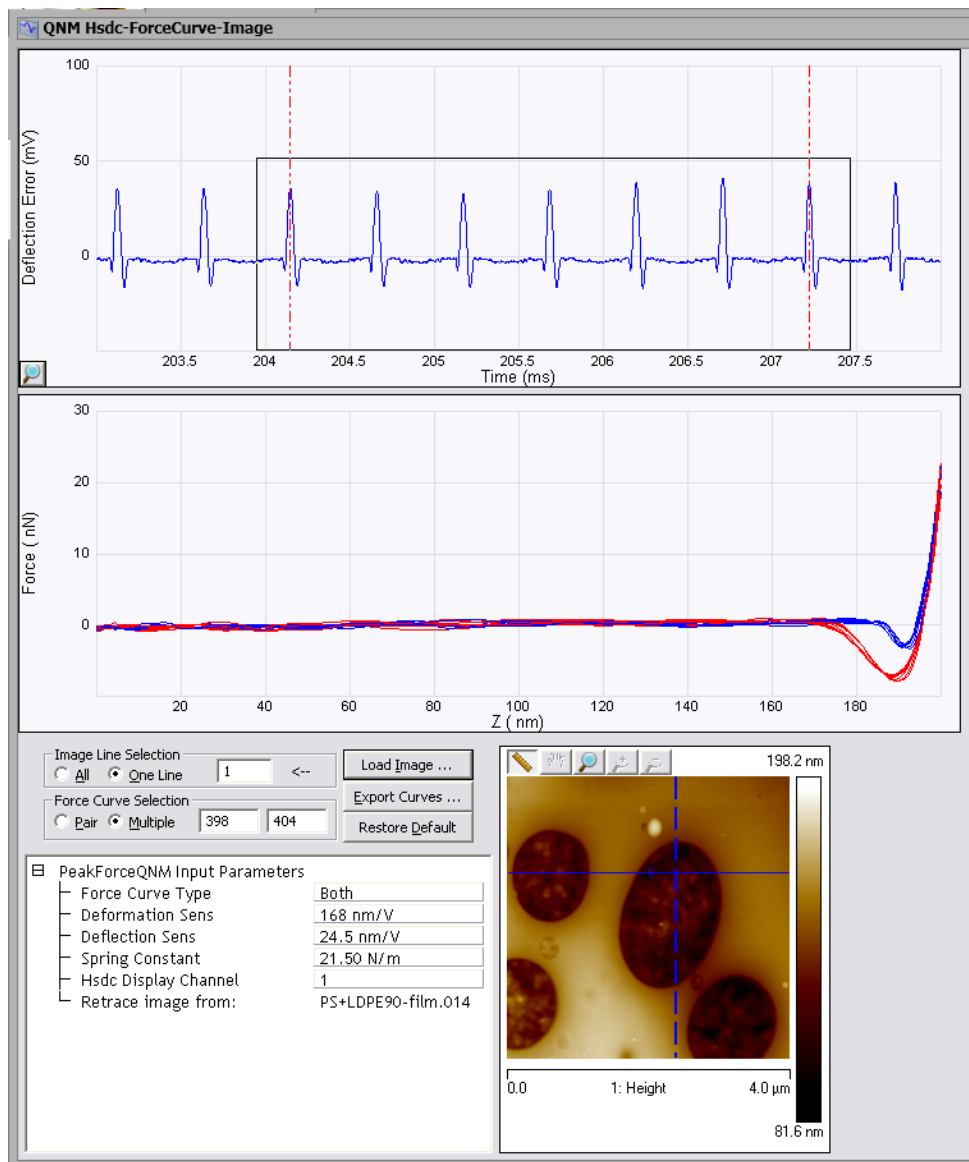 QNM Hsdc-ForceCurve-Image
100
50
0
Deflection Error (mV)
203.5 204 204.5 205 205.5 206 206.5 207 207.5
Time (ms)
30
20
10
0
Force ( nN)
20 40 60 80 100 120 140 160 180
Z ( nm)
Image Line Selection
All One Line 1 <--
Force Curve Selection
Pair Multiple 398 404
Load Image ...
Export Curves ...
Restore Default
PeakForceQNM Input Parameters
Force Curve Type Both
Deformation Sens 168 nm/V
Deflection Sens 24.5 nm/V
Spring Constant 21.50 N/m
Hsdc Display Channel 1
Retrace image from: PS+LDPE90-film.014
198.2 nm
0.0 1: Height 4.0 µm
81.6 nm